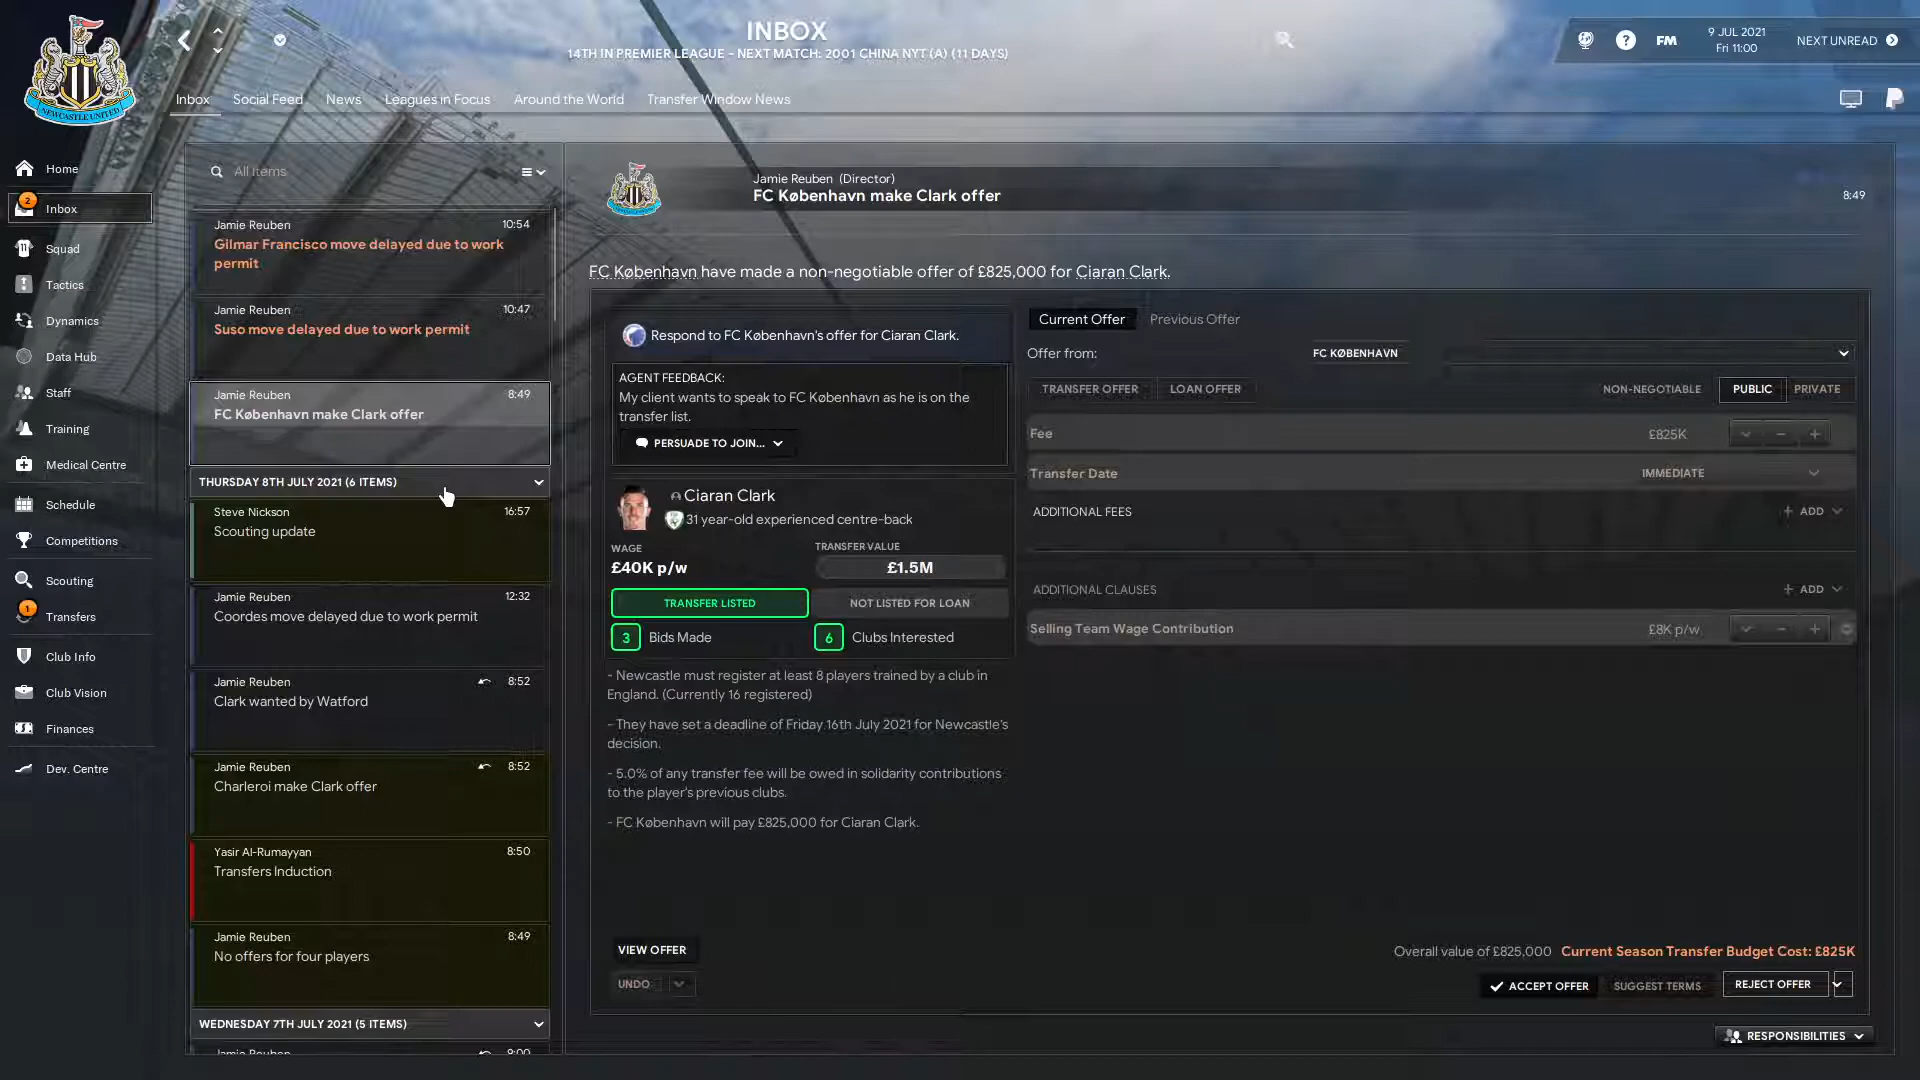 INBOX
14TH IN PREMIER LEAGUE - NEXT MATCH: 2001 CHINA NYT (A) (11 DAYS)
FM
9 JUL 2021
Fri 11:00
NEXT UNREAD
NEWCASTLE UNITED
Inbox
Social Feed
News
Leagues in Focus
Around the World
Transfer Window News
Home
2
Inbox
Squad
Tactics
Dynamics
Data Hub
Staff
Training
Medical Centre
Schedule
Competitions
Scouting
1
Transfers
Club Info
Club Vision
Finances
Dev. Centre
All Items
Jamie Reuben
10:54
Gilmar Francisco move delayed due to work
permit
Jamie Reuben
10:47
Suso move delayed due to work permit
Jamie Reuben
8:49
FC København make Clark offer
THURSDAY 8TH JULY 2021 (6 ITEMS)
Steve Nickson
16:57
Scouting update
Jamie Reuben
12:32
Coordes move delayed due to work permit
Jamie Reuben
8:52
Clark wanted by Watford
Jamie Reuben
8:52
Charleroi make Clark offer
Yasir Al-Rumayyan
8:50
Transfers Induction
Jamie Reuben
8:49
No offers for four players
WEDNESDAY 7TH JULY 2021 (5 ITEMS)
Jamie Reuben
9:00
Jamie Reuben (Director)
FC København make Clark offer
8:49
FC København have made a non-negotiable offer of £825,000 for Ciaran Clark.
Respond to FC København's offer for Ciaran Clark.
AGENT FEEDBACK:
My client wants to speak to FC København as he is on the
transfer list.
PERSUADE TO JOIN...
Ciaran Clark
31 year-old experienced centre-back
WAGE
£40K p/w
TRANSFER VALUE
£1.5M
TRANSFER LISTED
NOT LISTED FOR LOAN
3 Bids Made
6 Clubs Interested
- Newcastle must register at least 8 players trained by a club in
England. (Currently 16 registered)
- They have set a deadline of Friday 16th July 2021 for Newcastle's
decision.
- 5.0% of any transfer fee will be owed in solidarity contributions
to the player's previous clubs.
- FC København will pay £825,000 for Ciaran Clark.
VIEW OFFER
UNDO
Current Offer
Previous Offer
Offer from:
FC KØBENHAVN
TRANSFER OFFER
LOAN OFFER
NON-NEGOTIABLE
PUBLIC
PRIVATE
Fee
£825K
Transfer Date
IMMEDIATE
ADDITIONAL FEES
+ ADD
ADDITIONAL CLAUSES
+ ADD
Selling Team Wage Contribution
£8K p/w
Overall value of £825,000
Current Season Transfer Budget Cost: £825K
ACCEPT OFFER
SUGGEST TERMS
REJECT OFFER
RESPONSIBILITIES